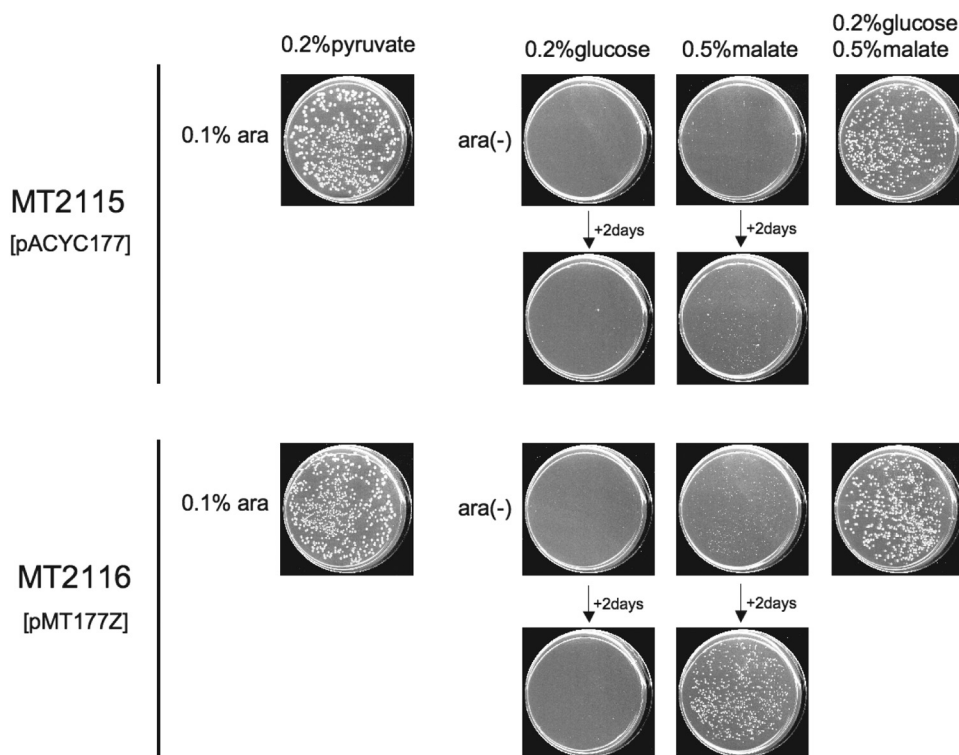 0.2%pyruvate
0.2%glucose
0.5%malate
0.2%glucose
0.5%malate
0.1% ara
ara(-)
MT2115
[pACYC177]
+2days
+2days
0.1% ara
ara(-)
MT2116
[pMT177Z]
+2days
+2days